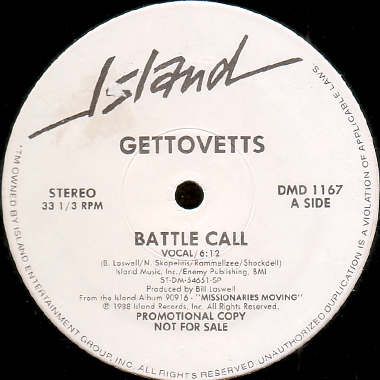 Island
GETTOVETTS
STEREO
33 1/3 RPM
DMD 1167
A SIDE
BATTLE CALL
VOCAL/6:12
(B. Laswell/N. Skopelitis/Rammellzee/Shockdell)
Island Music, Inc./Enemy Publishing, BMI
ST-DM-54651-SP
Produced by Bill Laswell
From the Island Album 90916 - "MISSIONARIES MOVING"
℗ 1988 Island Records, Inc. All Rights Reserved.
PROMOTIONAL COPY
NOT FOR SALE
*TM OWNED BY ISLAND ENTERTAINMENT GROUP, INC. ALL RIGHTS RESERVED. UNAUTHORIZED DUPLICATION IS A VIOLATION OF APPLICABLE LAWS.